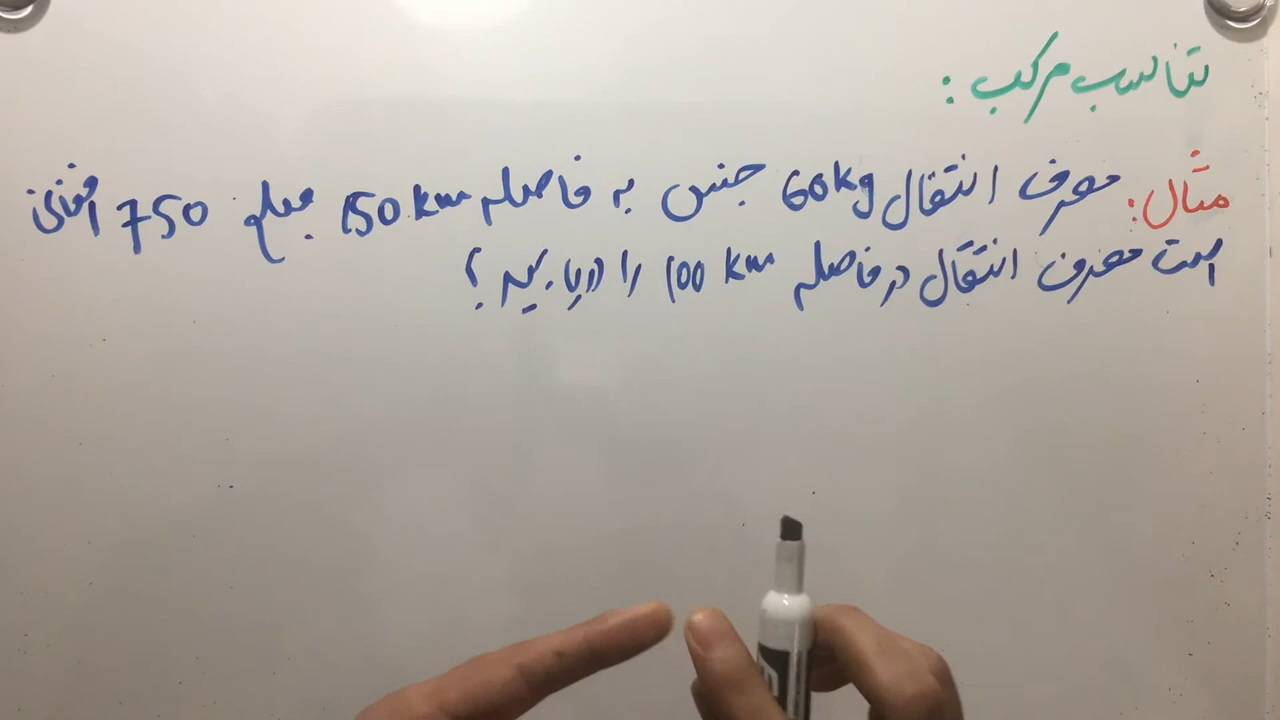 تناسب مرکب :
مثال: مصرف انتقال 60kg جنس به فاصله 150 km مبلغ 750 افغانی
است مصرف انتقال در فاصله 100 km را دریابید؟